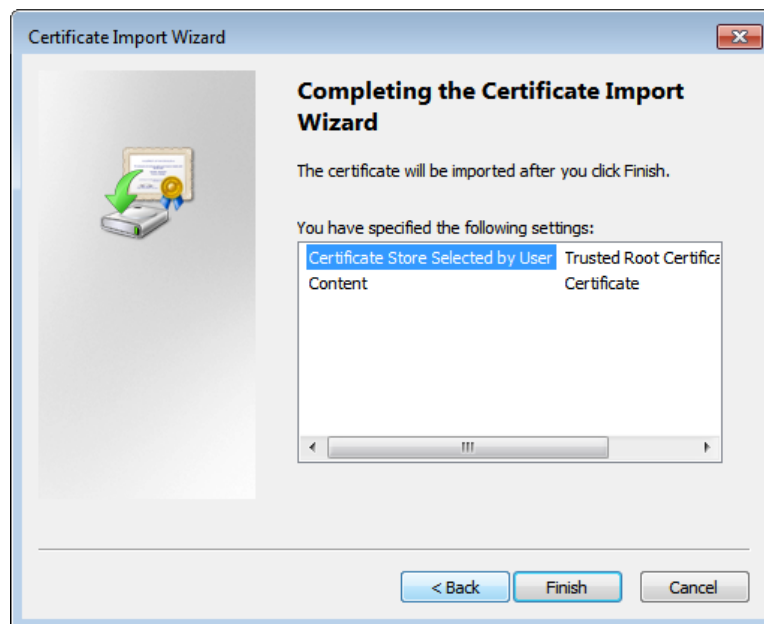 Certificate Import Wizard
Completing the Certificate Import
Wizard
The certificate will be imported after you click Finish.
You have specified the following settings:
Certificate Store Selected by User Trusted Root Certifica
Content Certificate
< Back Finish Cancel